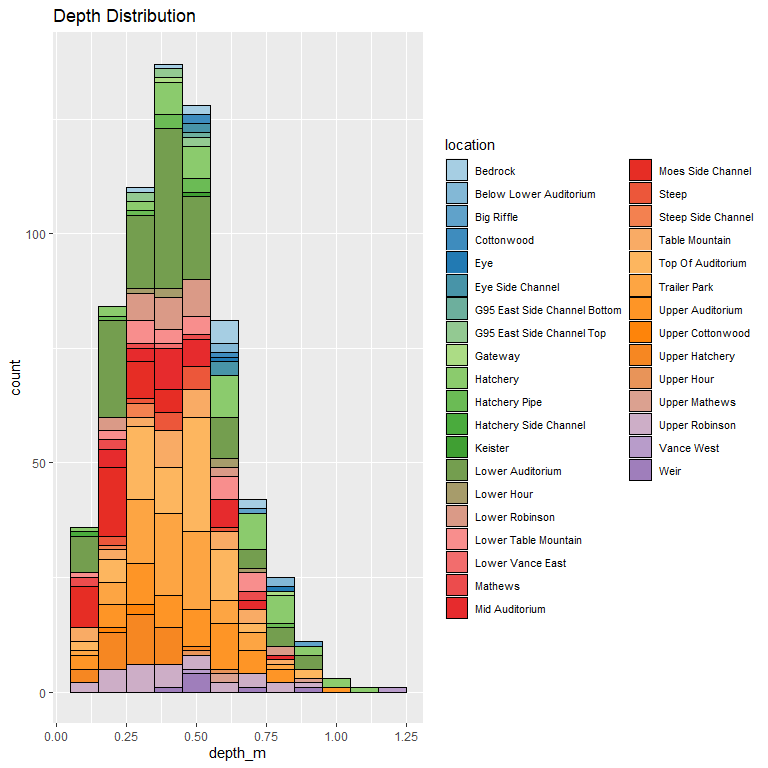 Depth Distribution
count
100
50
0
0.00
0.25
0.50
0.75
1.00
1.25
depth_m
location
Bedrock
Below Lower Auditorium
Big Riffle
Cottonwood
Eye
Eye Side Channel
G95 East Side Channel Bottom
G95 East Side Channel Top
Gateway
Hatchery
Hatchery Pipe
Hatchery Side Channel
Keister
Lower Auditorium
Lower Hour
Lower Robinson
Lower Table Mountain
Lower Vance East
Mathews
Mid Auditorium
Moes Side Channel
Steep
Steep Side Channel
Table Mountain
Top Of Auditorium
Trailer Park
Upper Auditorium
Upper Cottonwood
Upper Hatchery
Upper Hour
Upper Mathews
Upper Robinson
Vance West
Weir